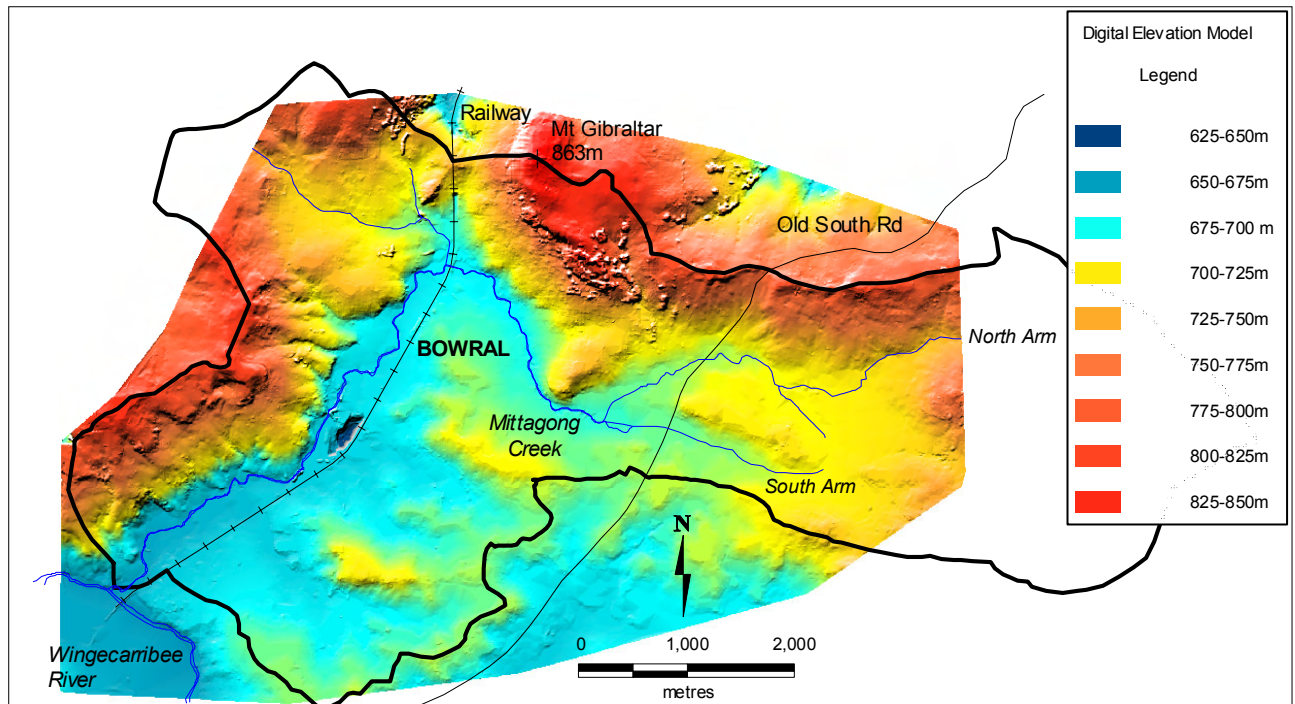 Railway
Mt Gibraltar
863m
Old South Rd
North Arm
BOWRAL
Mittagong
Creek
South Arm
N
0 1,000 2,000
metres
Wingecarribee
River
Digital Elevation Model
Legend
625-650m
650-675m
675-700 m
700-725m
725-750m
750-775m
775-800m
800-825m
825-850m